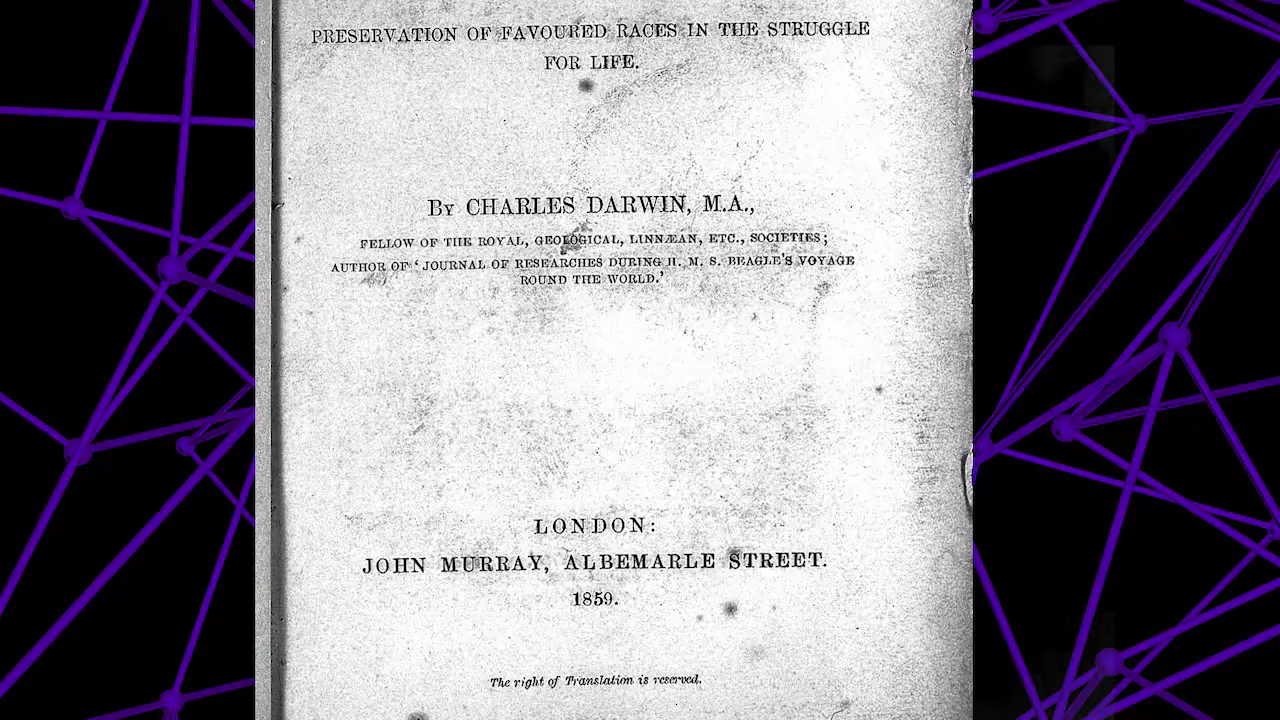 PRESERVATION OF FAVOURED RACES IN THE STRUGGLE
FOR LIFE.
By CHARLES DARWIN, M.A.,
FELLOW OF THE ROYAL, GEOLOGICAL, LINNÆAN, ETC., SOCIETIES;
AUTHOR OF ‘JOURNAL OF RESEARCHES DURING H. M. S. BEAGLE'S VOYAGE
ROUND THE WORLD.’
LONDON:
JOHN MURRAY, ALBEMARLE STREET.
1859.
The right of Translation is reserved.